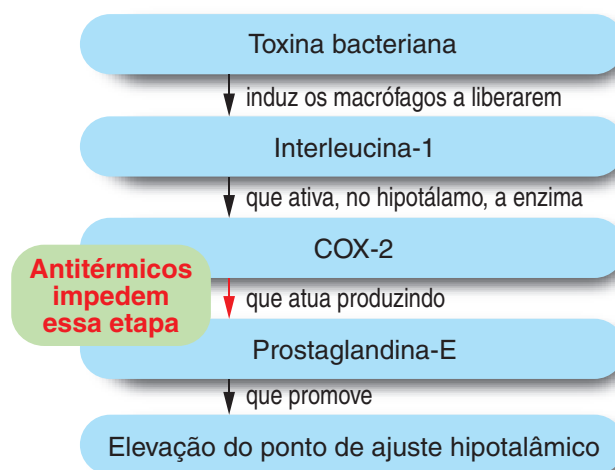 Toxina bacteriana
induz os macrófagos a liberarem
Interleucina-1
que ativa, no hipotálamo, a enzima
COX-2
Antitérmicos
impedem
essa etapa
que atua produzindo
Prostaglandina-E
que promove
Elevação do ponto de ajuste hipotalâmico